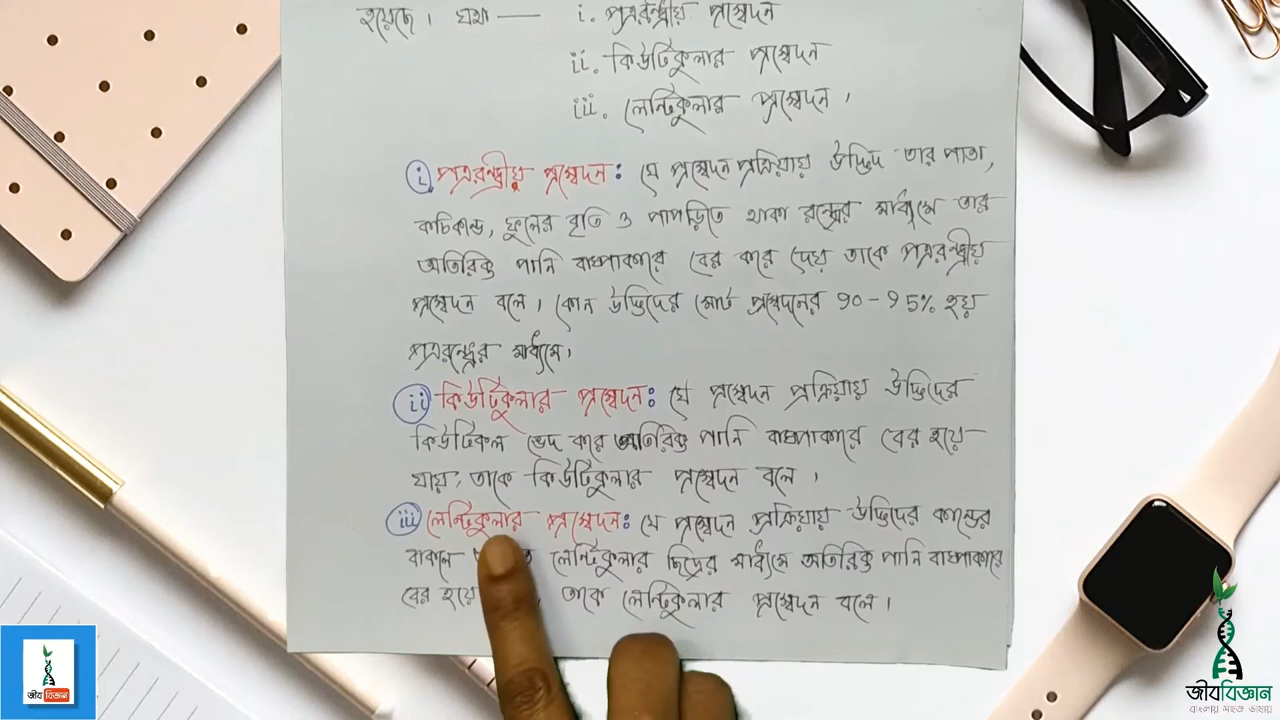 হয়েছে। যথা — i. পত্ররন্ধ্রীয় প্রস্বেদন
ii. কিউটিকুলার প্রস্বেদন
iii. লেন্টিকুলার প্রস্বেদন।
i পত্ররন্ধ্রীয় প্রস্বেদন: যে প্রস্বেদন প্রক্রিয়ায় উদ্ভিদ তার পাতা,
কচিকান্ড, ফুলের বৃতি ও পাপড়িতে থাকা রন্ধ্রের মাধ্যমে তার
অতিরিক্ত পানি বাষ্পাকারে বের করে দেয় তাকে পত্ররন্ধ্রীয়
প্রস্বেদন বলে। কোন উদ্ভিদের মোট প্রস্বেদনের 90-95% হয়
পত্ররন্ধ্রের মাধ্যমে।
ii কিউটিকুলার প্রস্বেদন: যে প্রস্বেদন প্রক্রিয়ায় উদ্ভিদের
কিউটিকল ভেদ করে অতিরিক্ত পানি বাষ্পাকারে বের হয়ে
যায়, তাকে কিউটিকুলার প্রস্বেদন বলে।
iii লেন্টিকুলার প্রস্বেদন: যে প্রস্বেদন প্রক্রিয়ায় উদ্ভিদের কান্ডের
বাকলে লেন্টিকুলার ছিদ্রের মাধ্যমে অতিরিক্ত পানি বাষ্পাকারে
বের হয়ে তাকে লেন্টিকুলার প্রস্বেদন বলে।
জীব বিজ্ঞান
জীববিজ্ঞান
বাংলায় সহজ ভাষায়